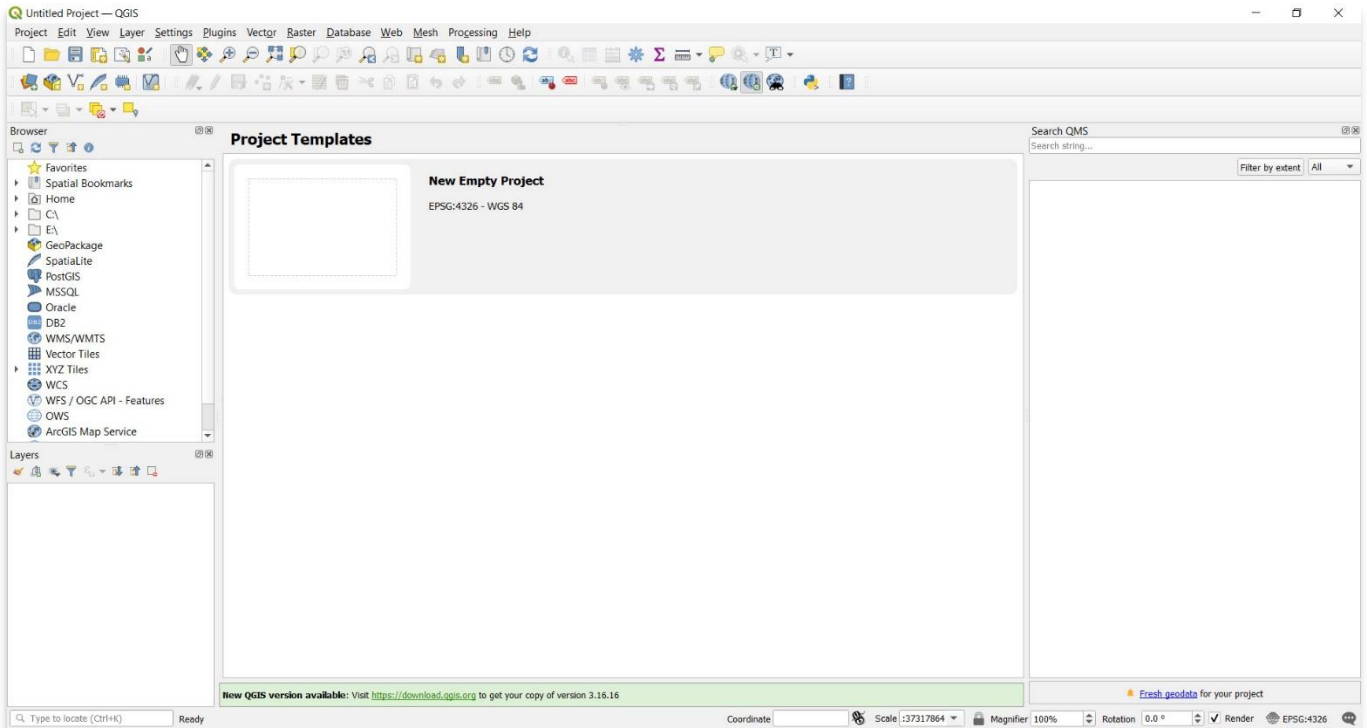 Untitled Project — QGIS
Project Edit View Layer Settings Plugins Vector Raster Database Web Mesh Processing Help
Browser
Favorites
Spatial Bookmarks
Home
C:\
E:\
GeoPackage
SpatiaLite
PostGIS
MSSQL
Oracle
DB2
WMS/WMTS
Vector Tiles
XYZ Tiles
WCS
WFS / OGC API - Features
OWS
ArcGIS Map Service
Layers
Project Templates
New Empty Project
EPSG:4326 - WGS 84
New QGIS version available: Visit https://download.qgis.org to get your copy of version 3.16.16
Search QMS
Search string...
Filter by extent All
Fresh geodata for your project
Type to locate (Ctrl+K) Ready Coordinate Scale :37317864 Magnifier 100% Rotation 0.0 ° Render EPSG:4326